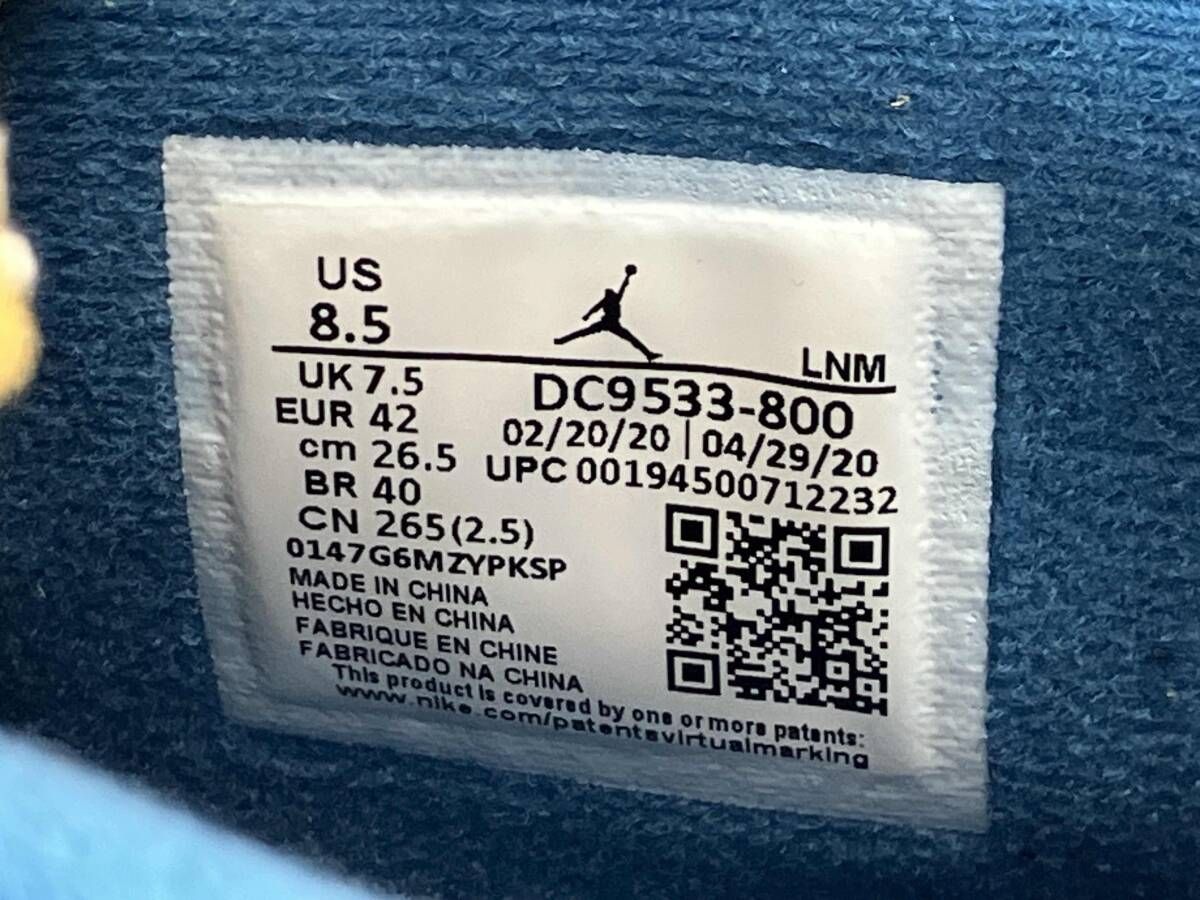 US
8.5
LNM
UK 7.5
DC9533-800
EUR 42
02/20/20 | 04/29/20
cm 26.5
UPC 00194500712232
BR 40
CN 265(2.5)
0147G6MZYPKSP
MADE IN CHINA
HECHO EN CHINA
FABRIQUE EN CHINE
FABRICADO NA CHINA
This product is covered by one or more patents:
www.nike.com/patentsvirtualmarking